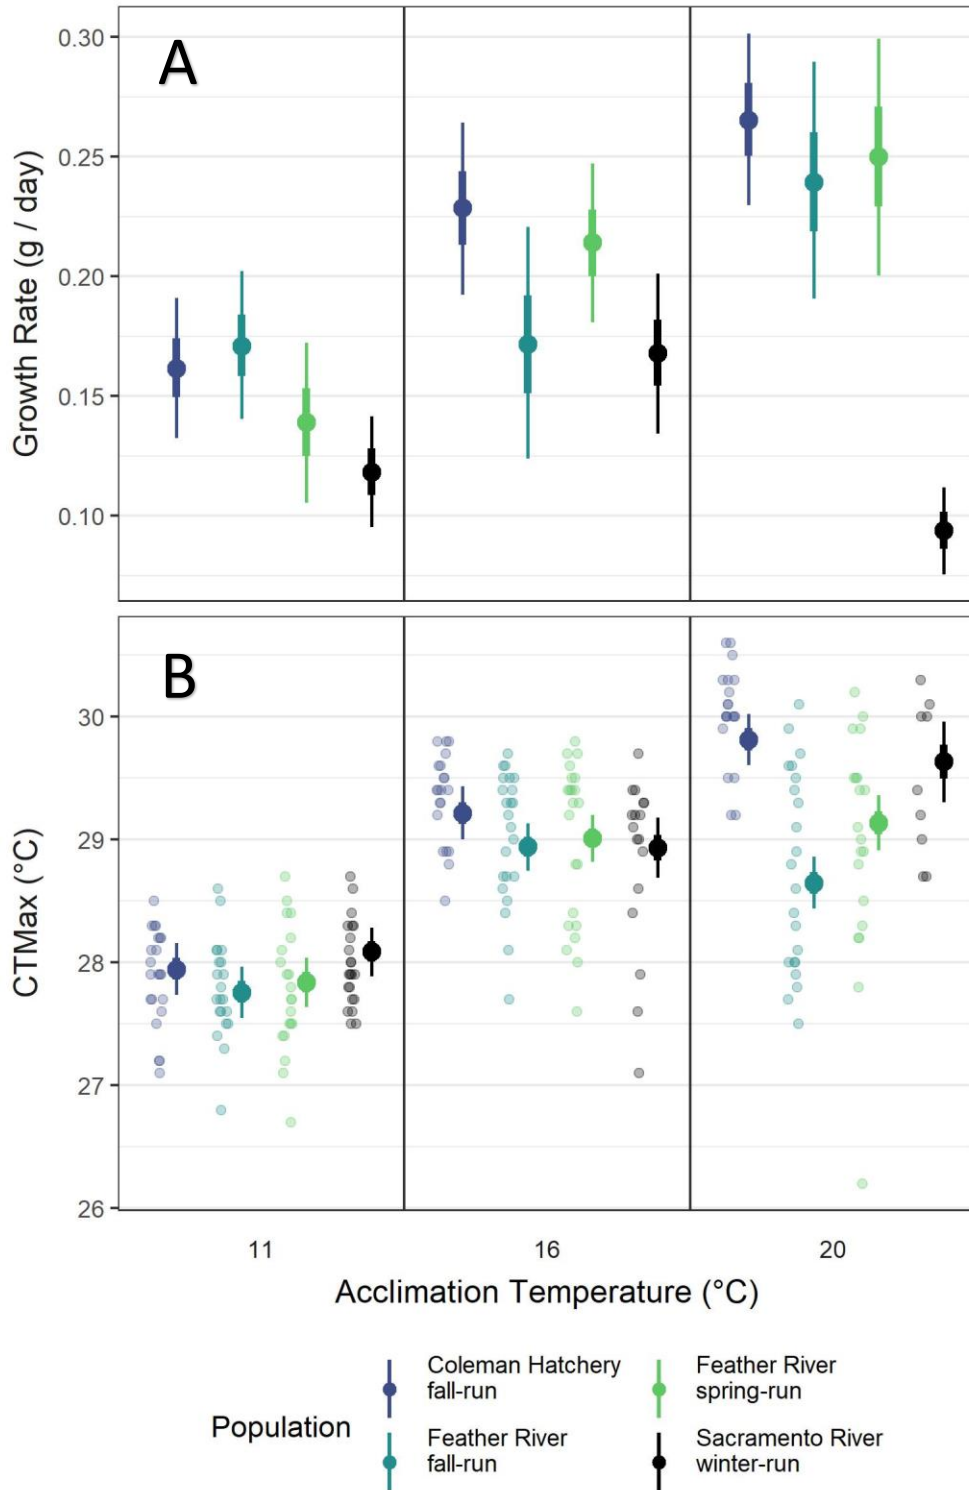 A
Growth Rate (g / day)
0.30
0.25
0.20
0.15
0.10
B
CTMax (°C)
30
29
28
27
26
11 16 20
Acclimation Temperature (°C)
Population
Coleman Hatchery
fall-run
Feather River
fall-run
Feather River
spring-run
Sacramento River
winter-run